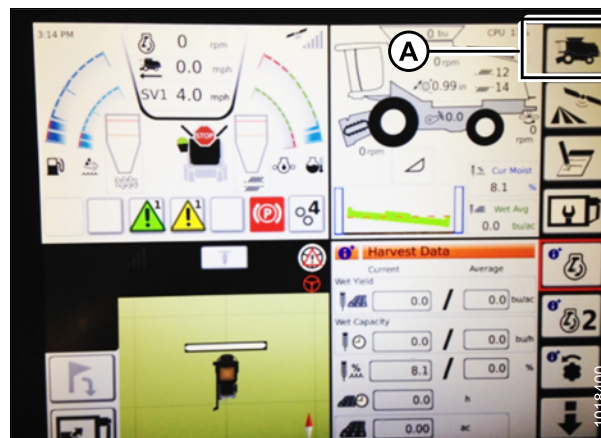 3:14 PM
0 rpm
0.0 mph
SV1 4.0 mph
1
1
P
4
0 bu CPU
A
0 rpm
12
0.99 in
14
0.0
0
rpm
0 rpm
Cur Moist
8.1 %
Wet Avg
0.0 bu/ac
Harvest Data
Current Average
Wet Yield
0.0 / 0.0 bu/ac
Wet Capacity
0.0 / 0.0 bu/h
% 8.1 / 0.0 %
0.0 h
0.00 ac
2
1018400